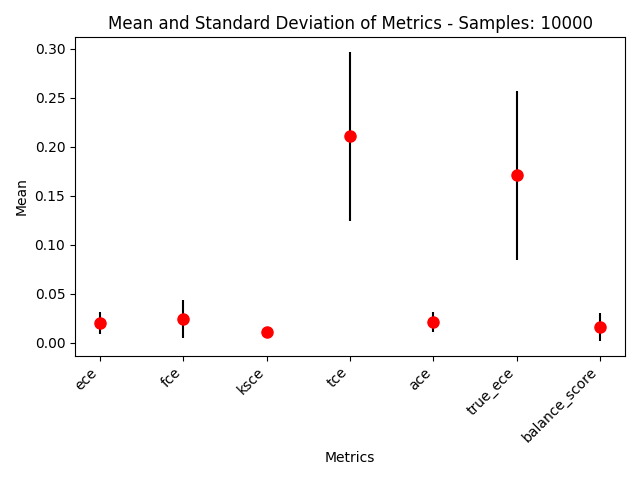 Mean and Standard Deviation of Metrics - Samples: 10000
0.30
0.25
0.20
0.15
0.10
0.05
0.00
Mean
ece
fce
ksce
tce
ace
true_ece
balance_score
Metrics